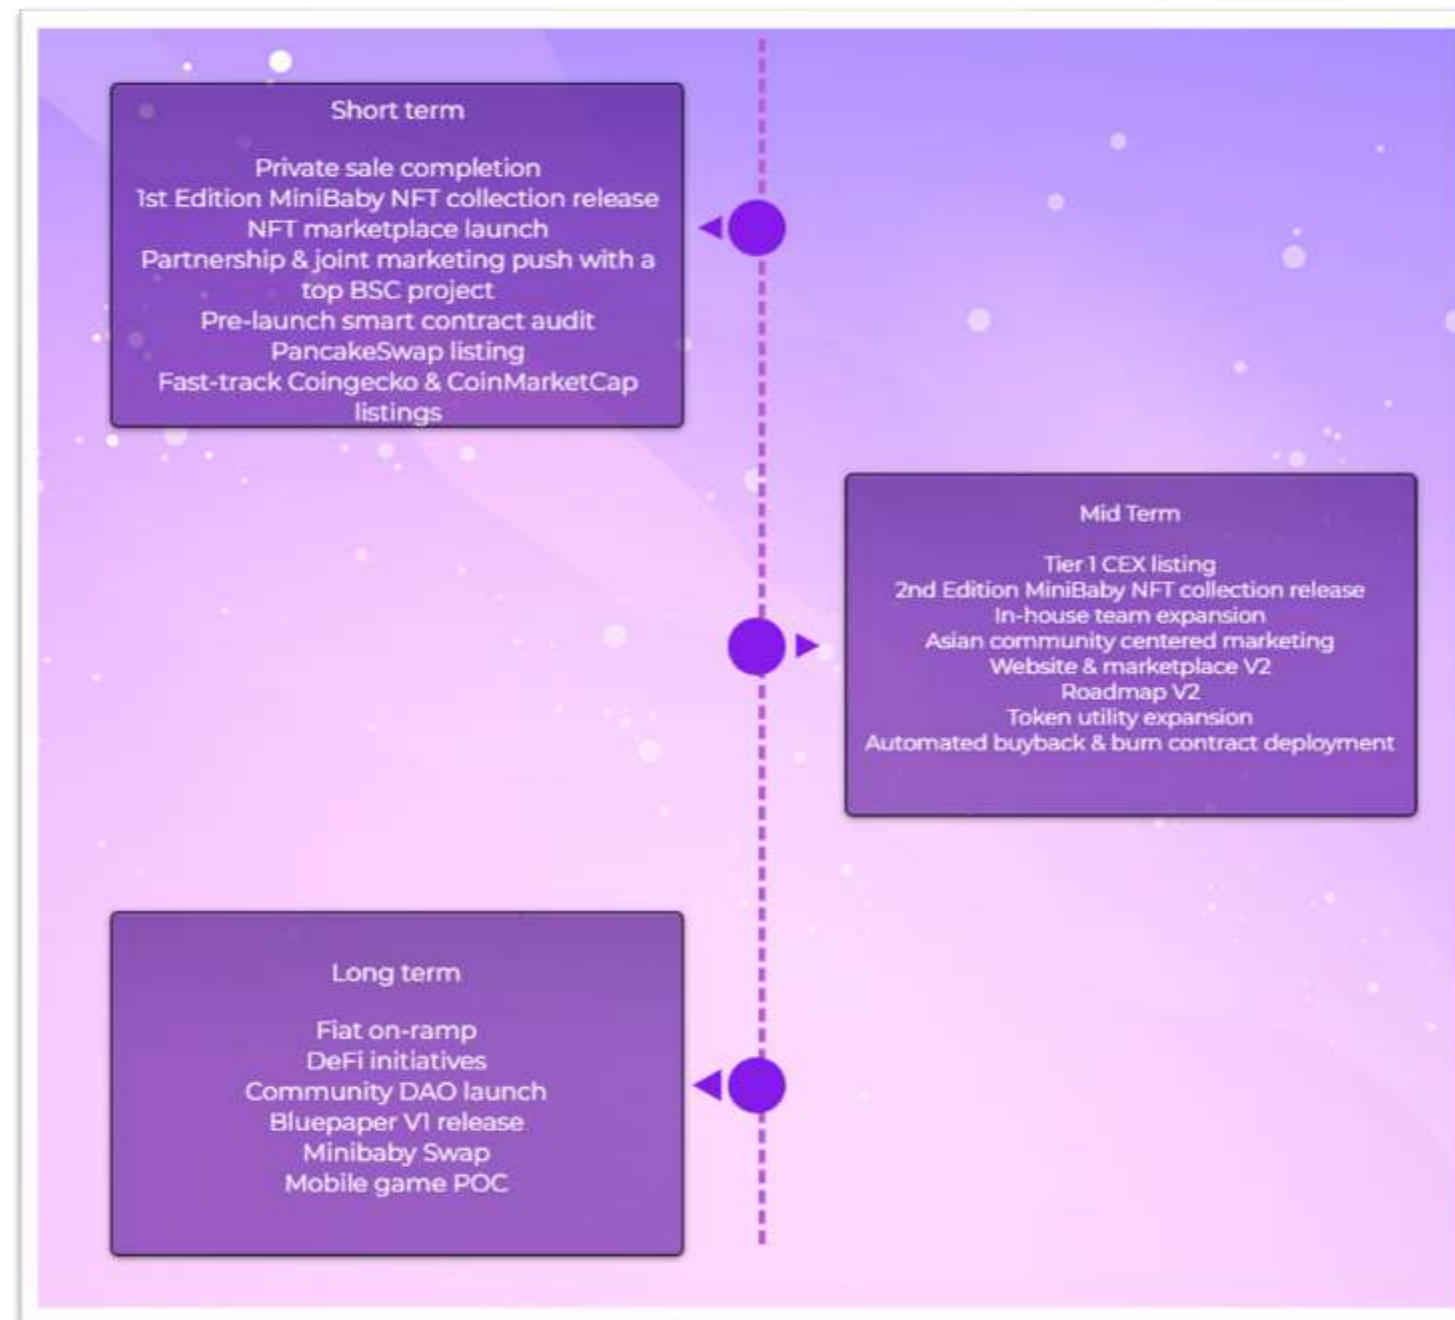 Short term
Private sale completion
1st Edition MiniBaby NFT collection release
NFT marketplace launch
Partnership & joint marketing push with a
top BSC project
Pre-launch smart contract audit
PancakeSwap listing
Fast-track Coingecko & CoinMarketCap
listings
Mid Term
Tier 1 CEX listing
2nd Edition MiniBaby NFT collection release
In-house team expansion
Asian community centered marketing
Website & marketplace V2
Roadmap V2
Token utility expansion
Automated buyback & burn contract deployment
Long term
Fiat on-ramp
DeFi initiatives
Community DAO launch
Bluepaper V1 release
Minibaby Swap
Mobile game POC